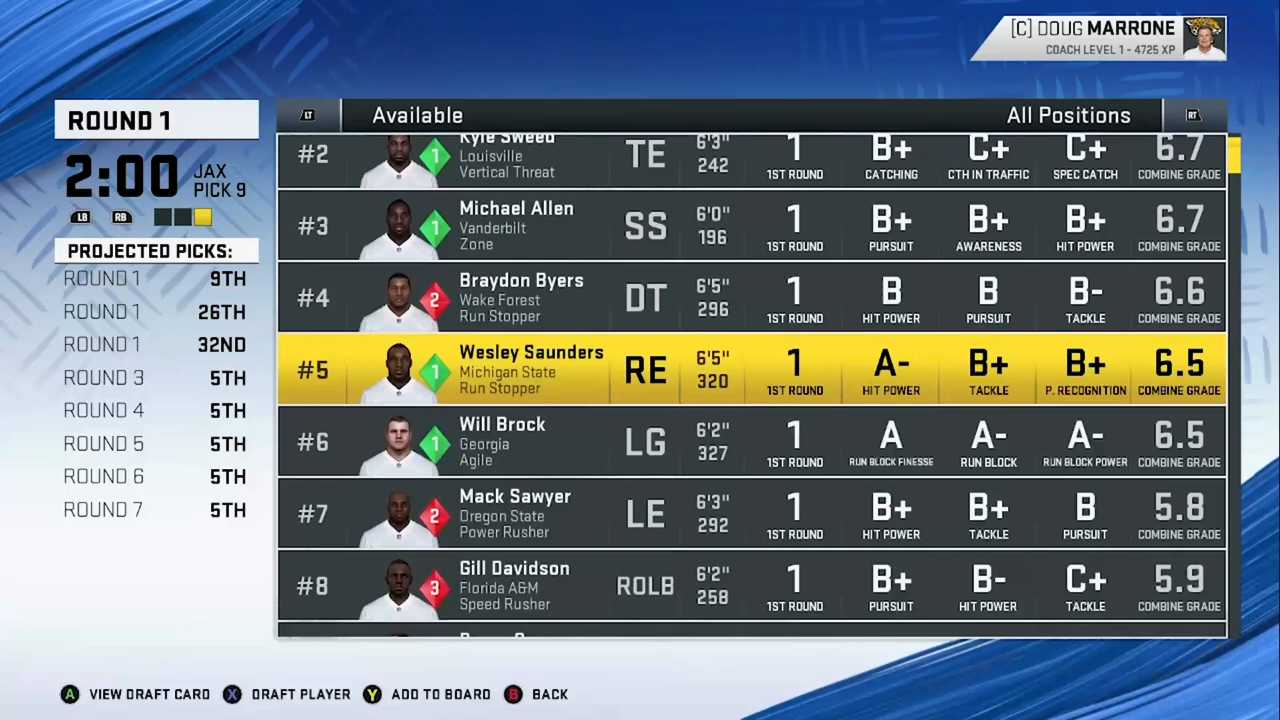 [C] DOUG MARRONE
COACH LEVEL 1 - 4725 XP
ROUND 1
2:00 JAX PICK 9
LB RB
PROJECTED PICKS:
ROUND 1 9TH
ROUND 1 26TH
ROUND 1 32ND
ROUND 3 5TH
ROUND 4 5TH
ROUND 5 5TH
ROUND 6 5TH
ROUND 7 5TH
LT Available All Positions RT
#2 1 Kyle Sweed TE 6'3" 1 B+ C+ C+ 6.7
Louisville
Vertical Threat 242 1ST ROUND CATCHING CTH IN TRAFFIC SPEC CATCH COMBINE GRADE
#3 1 Michael Allen SS 6'0" 1 B+ B+ B+ 6.7
Vanderbilt
Zone 196 1ST ROUND PURSUIT AWARENESS HIT POWER COMBINE GRADE
#4 2 Braydon Byers DT 6'5" 1 B B B- 6.6
Wake Forest
Run Stopper 296 1ST ROUND HIT POWER PURSUIT TACKLE COMBINE GRADE
#5 1 Wesley Saunders RE 6'5" 1 A- B+ B+ 6.5
Michigan State
Run Stopper 320 1ST ROUND HIT POWER TACKLE P. RECOGNITION COMBINE GRADE
#6 1 Will Brock LG 6'2" 1 A A- A- 6.5
Georgia
Agile 327 1ST ROUND RUN BLOCK FINESSE RUN BLOCK RUN BLOCK POWER COMBINE GRADE
#7 2 Mack Sawyer LE 6'3" 1 B+ B+ B 5.8
Oregon State
Power Rusher 292 1ST ROUND HIT POWER TACKLE PURSUIT COMBINE GRADE
#8 3 Gill Davidson ROLB 6'2" 1 B+ B- C+ 5.9
Florida A&M
Speed Rusher 258 1ST ROUND PURSUIT HIT POWER TACKLE COMBINE GRADE
A VIEW DRAFT CARD X DRAFT PLAYER Y ADD TO BOARD B BACK